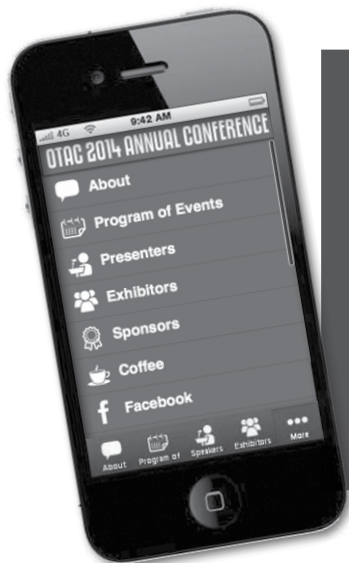 4G 9:42 AM
OTAC 2014 ANNUAL CONFERENCE
About
Program of Events
Presenters
Exhibitors
Sponsors
Coffee
Facebook
About Program of Speakers Exhibitors More